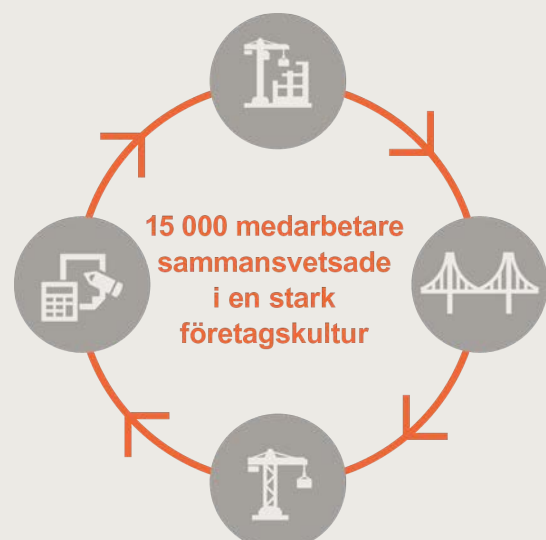 15 000 medarbetare
sammansvetsade
i en stark
företagskultur